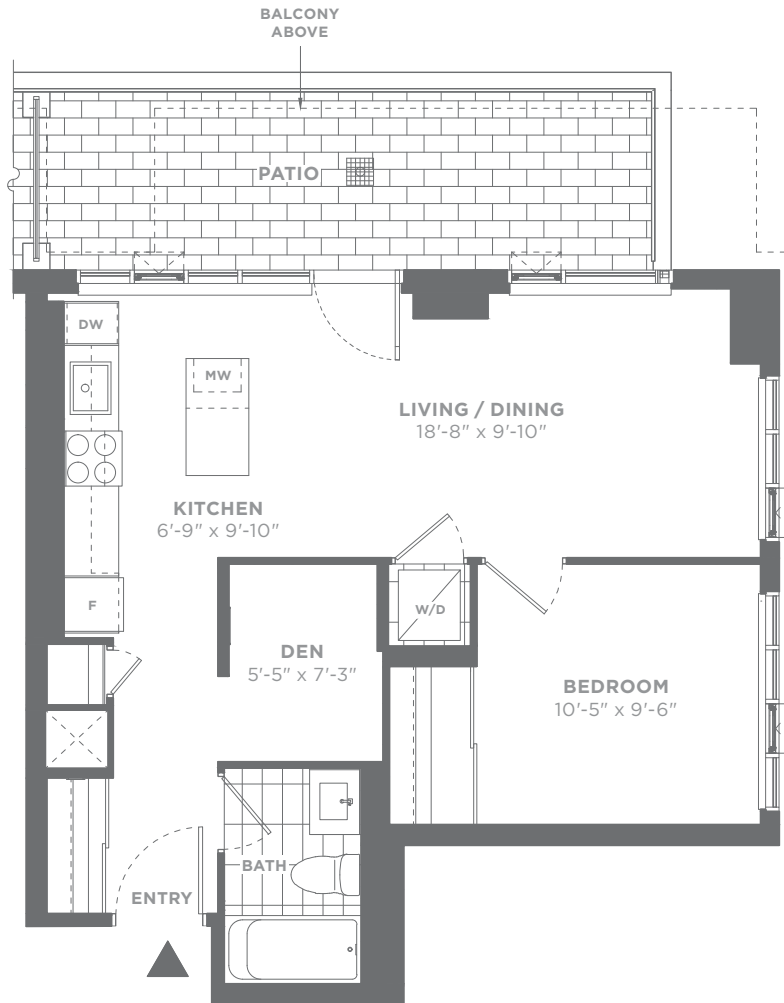 BALCONY
ABOVE
PATIO
DW
MW
LIVING / DINING
18'-8" x 9'-10"
KITCHEN
6'-9" x 9'-10"
F
W/D
DEN
5'-5" x 7'-3"
BEDROOM
10'-5" x 9'-6"
BATH
ENTRY